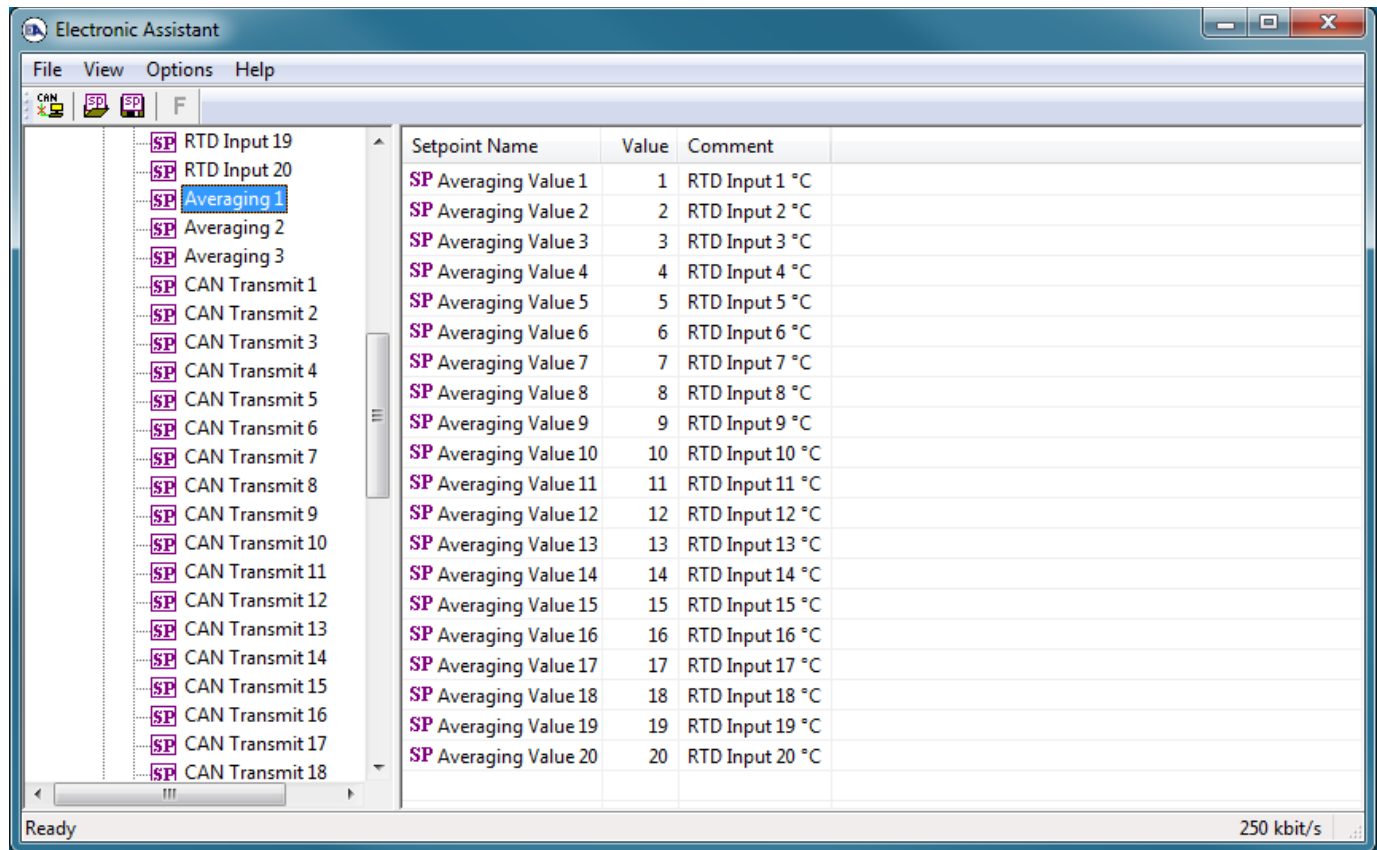 EA Electronic Assistant
File View Options Help
CAN SP SP F
SP RTD Input 19
SP RTD Input 20
SP Averaging 1
SP Averaging 2
SP Averaging 3
SP CAN Transmit 1
SP CAN Transmit 2
SP CAN Transmit 3
SP CAN Transmit 4
SP CAN Transmit 5
SP CAN Transmit 6
SP CAN Transmit 7
SP CAN Transmit 8
SP CAN Transmit 9
SP CAN Transmit 10
SP CAN Transmit 11
SP CAN Transmit 12
SP CAN Transmit 13
SP CAN Transmit 14
SP CAN Transmit 15
SP CAN Transmit 16
SP CAN Transmit 17
SP CAN Transmit 18
Setpoint Name Value Comment
SP Averaging Value 1 1 RTD Input 1 °C
SP Averaging Value 2 2 RTD Input 2 °C
SP Averaging Value 3 3 RTD Input 3 °C
SP Averaging Value 4 4 RTD Input 4 °C
SP Averaging Value 5 5 RTD Input 5 °C
SP Averaging Value 6 6 RTD Input 6 °C
SP Averaging Value 7 7 RTD Input 7 °C
SP Averaging Value 8 8 RTD Input 8 °C
SP Averaging Value 9 9 RTD Input 9 °C
SP Averaging Value 10 10 RTD Input 10 °C
SP Averaging Value 11 11 RTD Input 11 °C
SP Averaging Value 12 12 RTD Input 12 °C
SP Averaging Value 13 13 RTD Input 13 °C
SP Averaging Value 14 14 RTD Input 14 °C
SP Averaging Value 15 15 RTD Input 15 °C
SP Averaging Value 16 16 RTD Input 16 °C
SP Averaging Value 17 17 RTD Input 17 °C
SP Averaging Value 18 18 RTD Input 18 °C
SP Averaging Value 19 19 RTD Input 19 °C
SP Averaging Value 20 20 RTD Input 20 °C
Ready 250 kbit/s